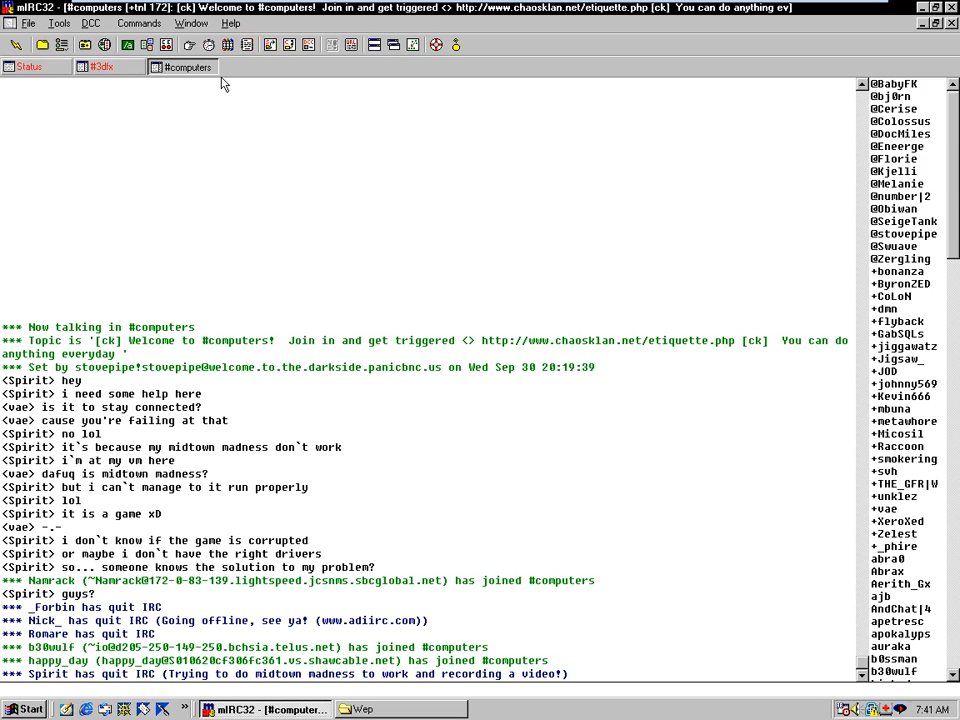 mIRC32 - [#computers [+tnl 172]: [ck] Welcome to #computers!  Join in and get triggered <> http://www.chaosklan.net/etiquette.php [ck]  You can do anything ev]
File Tools DCC Commands Window Help
Status #3dfx #computers
*** Now talking in #computers
*** Topic is '[ck] Welcome to #computers!  Join in and get triggered <> http://www.chaosklan.net/etiquette.php [ck]  You can do
anything everyday '
*** Set by stovepipe!stovepipe@welcome.to.the.darkside.panicbnc.us on Wed Sep 30 20:19:39
<Spirit> hey
<Spirit> i need some help here
<vae> is it to stay connected?
<vae> cause you're failing at that
<Spirit> no lol
<Spirit> it`s because my midtown madness don`t work
<Spirit> i`m at my vm here
<vae> dafuq is midtown madness?
<Spirit> but i can`t manage to it run properly
<Spirit> lol
<Spirit> it is a game xD
<vae> -.-
<Spirit> i don`t know if the game is corrupted
<Spirit> or maybe i don`t have the right drivers
<Spirit> so... someone knows the solution to my problem?
*** Namrack (~Namrack@172-0-83-139.lightspeed.jcsnms.sbcglobal.net) has joined #computers
<Spirit> guys?
*** _Forbin has quit IRC
*** Nick_ has quit IRC (Going offline, see ya! (www.adiirc.com))
*** Romare has quit IRC
*** b30wulf (~io@d205-250-149-250.bchsia.telus.net) has joined #computers
*** happy_day (happy_day@S010620cf306fc361.vs.shawcable.net) has joined #computers
*** Spirit has quit IRC (Trying to do midtown madness to work and recording a video!)
@BabyFK
@bj0rn
@Cerise
@Colossus
@DocMiles
@Eneerge
@Florie
@Kjelli
@Melanie
@number|2
@Obiwan
@SeigeTank
@stovepipe
@Swuave
@Zergling
+bonanza
+ByronZED
+CoLoN
+dmn
+flyback
+GabSQLs
+jiggawatz
+Jigsaw_
+JOD
+johnny569
+Kevin666
+mbuna
+metawhore
+Micosil
+Raccoon
+smokering
+svh
+THE_GFR|W
+unklez
+vae
+XeroXed
+Zelest
+_phire
abra0
Abrax
Aerith_Gx
ajb
AndChat|4
apetresc
apokalyps
auraka
b0ssman
b30wulf
Start » mIRC32 - [#computer... Wep 7:41 AM